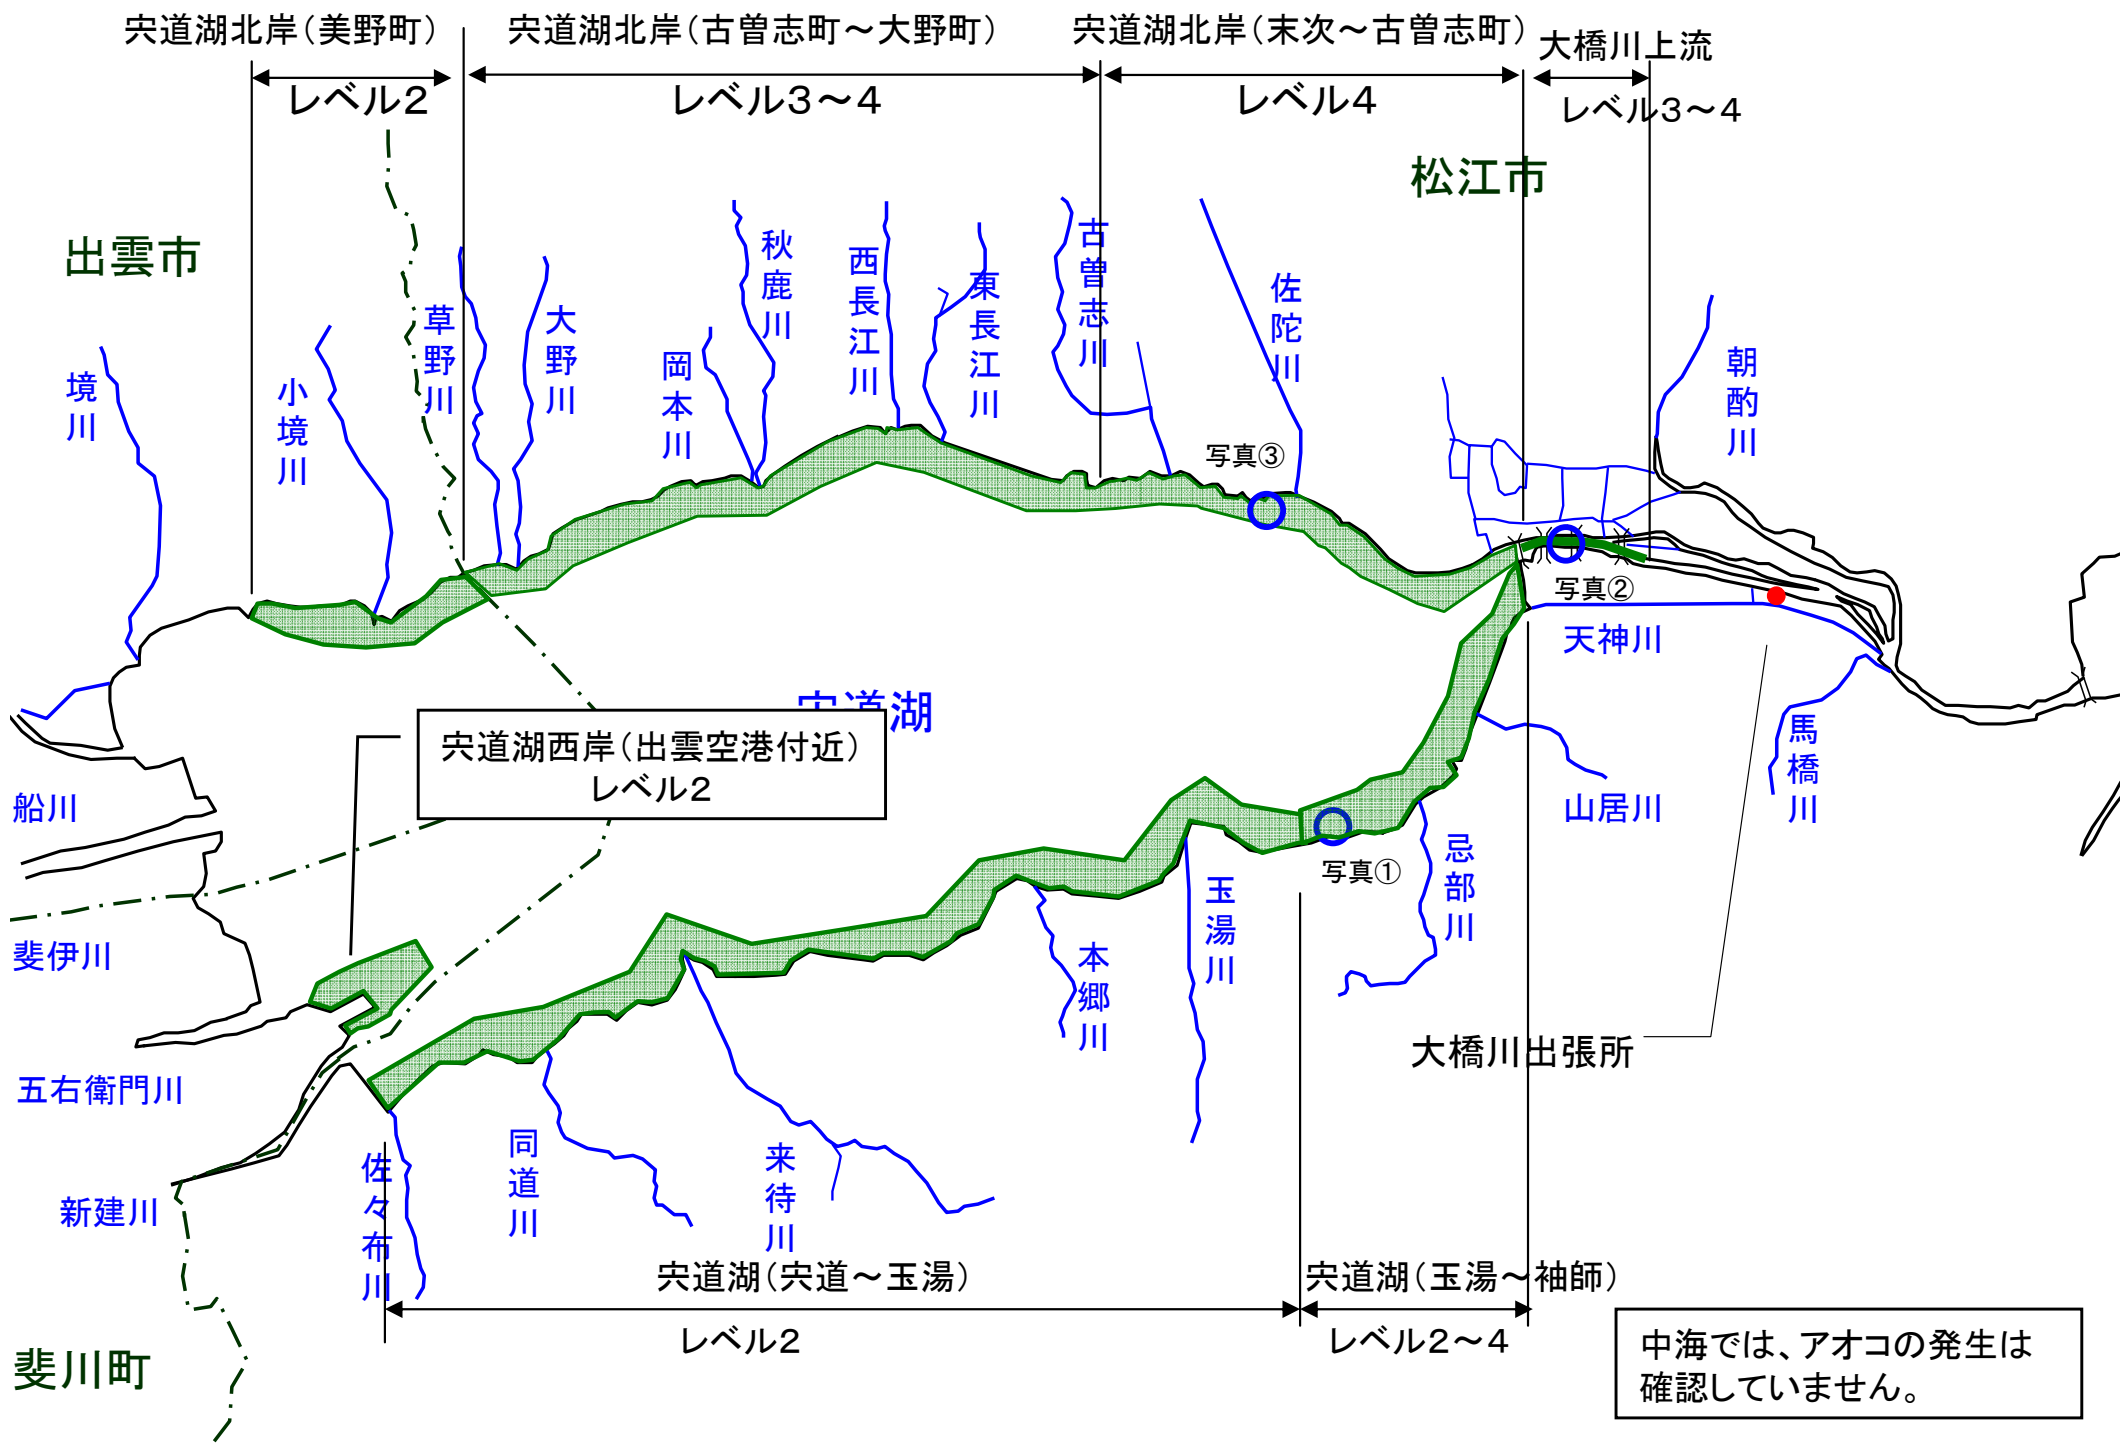 宍道湖北岸(美野町)
レベル2
宍道湖北岸(古曽志町~大野町)
レベル3~4
宍道湖北岸(末次~古曽志町)
レベル4
大橋川上流
レベル3~4
松江市
出雲市
境川
小境川
草野川
大野川
岡本川
秋鹿川
西長江川
東長江川
古曽志川
佐陀川
朝酌川
写真③
写真②
天神川
宍道湖
宍道湖西岸(出雲空港付近)
レベル2
船川
斐伊川
五右衛門川
新建川
斐川町
佐々布川
同道川
来待川
本郷川
玉湯川
写真①
忌部川
山居川
馬橋川
大橋川出張所
宍道湖(宍道~玉湯)
レベル2
宍道湖(玉湯~袖師)
レベル2~4
中海では、アオコの発生は
確認していません。